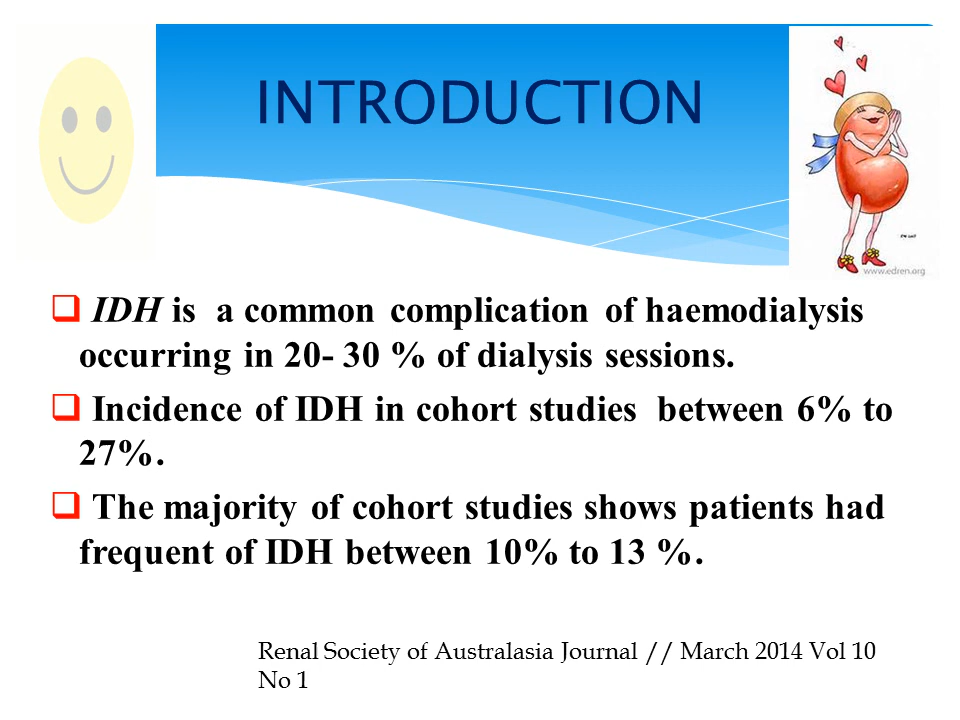 INTRODUCTION
www.edren.org
IDH is a common complication of haemodialysis
occurring in 20- 30 % of dialysis sessions.
Incidence of IDH in cohort studies between 6% to
27%.
The majority of cohort studies shows patients had
frequent of IDH between 10% to 13 %.
Renal Society of Australasia Journal // March 2014 Vol 10
No 1